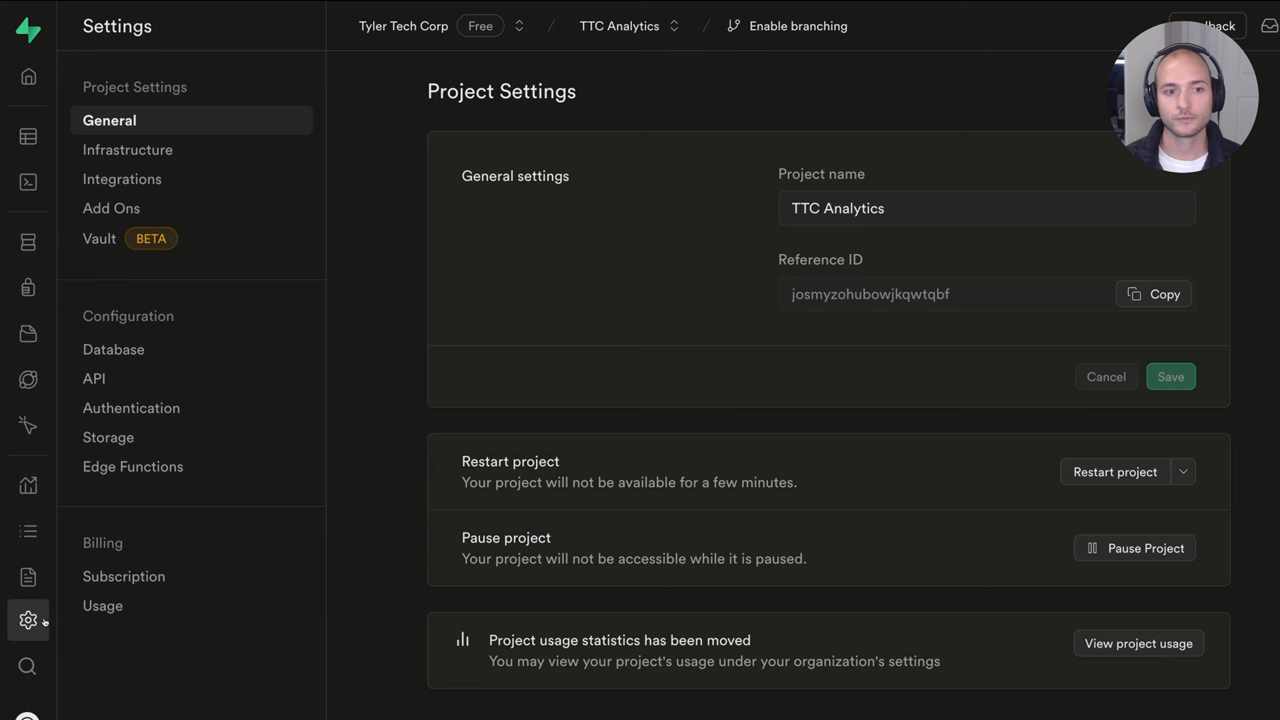 Settings
Tyler Tech Corp Free / TTC Analytics / Enable branching
back
Project Settings
General
Infrastructure
Integrations
Add Ons
Vault BETA
Configuration
Database
API
Authentication
Storage
Edge Functions
Billing
Subscription
Usage
Project Settings
General settings
Project name
TTC Analytics
Reference ID
josmyzohubowjkqwtqbf Copy
Cancel Save
Restart project
Your project will not be available for a few minutes.
Restart project
Pause project
Your project will not be accessible while it is paused.
Pause Project
Project usage statistics has been moved
You may view your project's usage under your organization's settings
View project usage